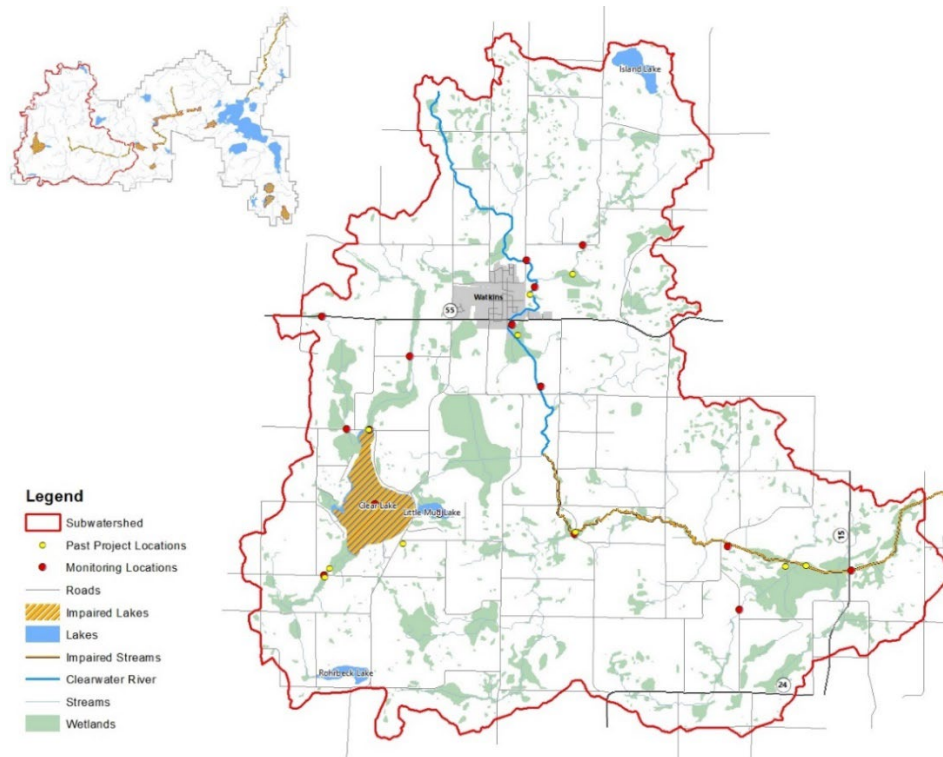 Island Lake
Watkins
55
Clear Lake
Little Mud Lake
15
Rohrbeck Lake
24
Legend
Subwatershed
Past Project Locations
Monitoring Locations
Roads
Impaired Lakes
Lakes
Impaired Streams
Clearwater River
Streams
Wetlands